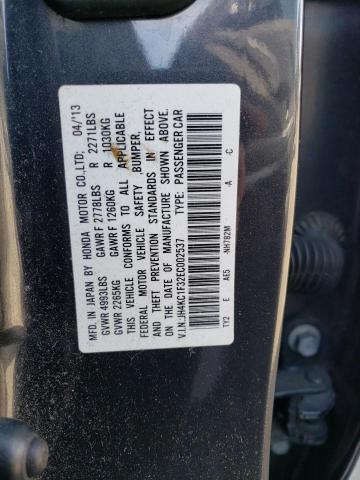 MFD. IN JAPAN BY HONDA MOTOR CO.,LTD. 04/'13
GVWR 4993LBS GAWR F 2778LBS R 2271LBS
GVWR 2265KG GAWR F 1260KG R 1030KG
THIS VEHICLE CONFORMS TO ALL APPLICABLE
FEDERAL MOTOR VEHICLE SAFETY BUMPER,
AND THEFT PREVENTION STANDARDS IN EFFECT
ON THE DATE OF MANUFACTURE SHOWN ABOVE.
V.I.N.:JH4KC1F32EC002537 TYPE: PASSENGER CAR
TY2 E AE5 -NH782M -A -C